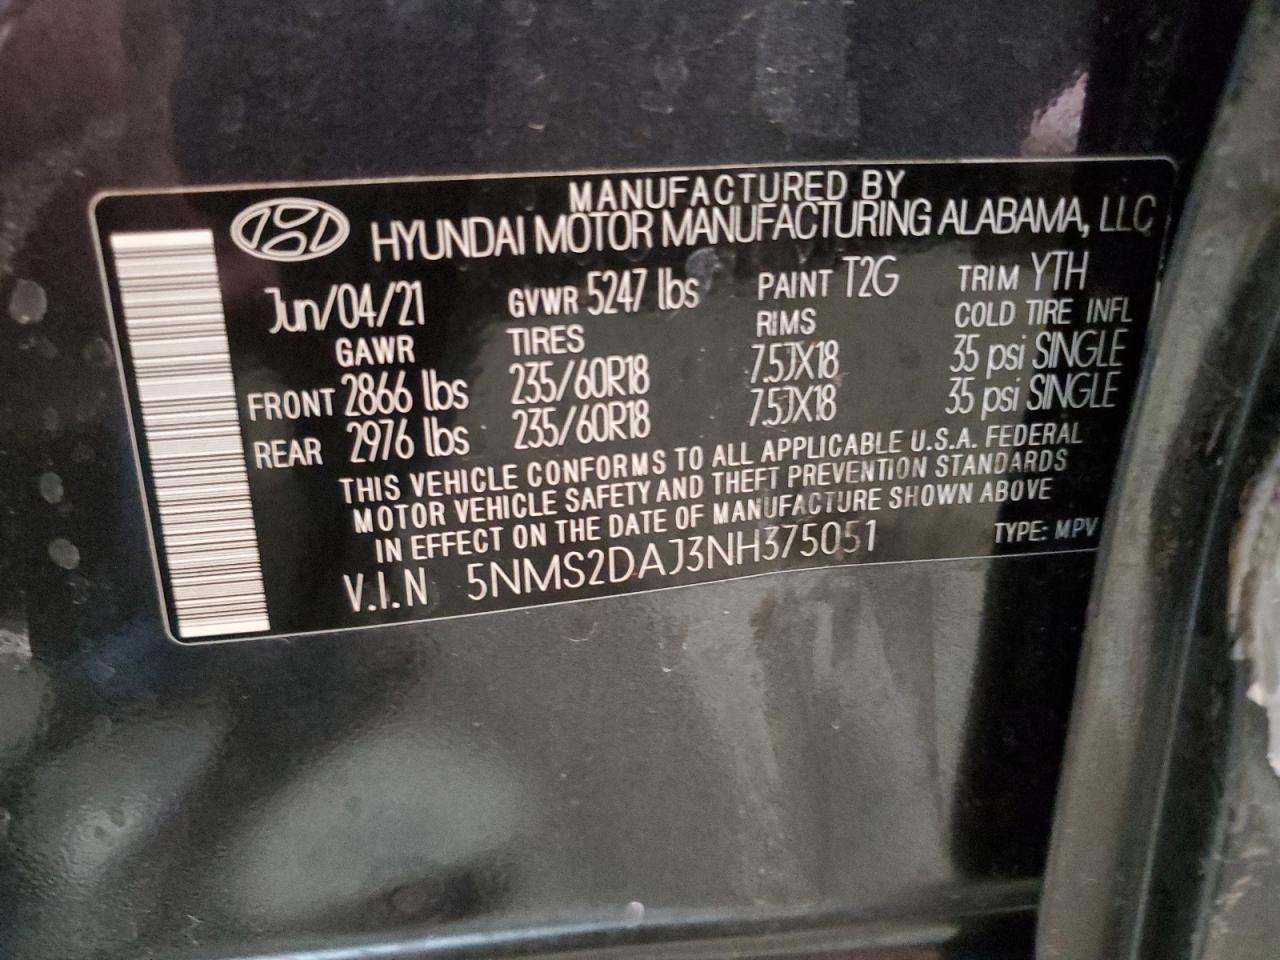 MANUFACTURED BY
HYUNDAI MOTOR MANUFACTURING ALABAMA, LLC
Jun/04/21 GVWR 5247 lbs PAINT T2G TRIM YTH
GAWR TIRES RIMS COLD TIRE INFL
FRONT 2866 lbs 235/60R18 7.5JX18 35 psi SINGLE
REAR 2976 lbs 235/60R18 7.5JX18 35 psi SINGLE
THIS VEHICLE CONFORMS TO ALL APPLICABLE U.S.A. FEDERAL
MOTOR VEHICLE SAFETY AND THEFT PREVENTION STANDARDS
IN EFFECT ON THE DATE OF MANUFACTURE SHOWN ABOVE
V.I.N 5NMS2DAJ3NH375051 TYPE: MPV